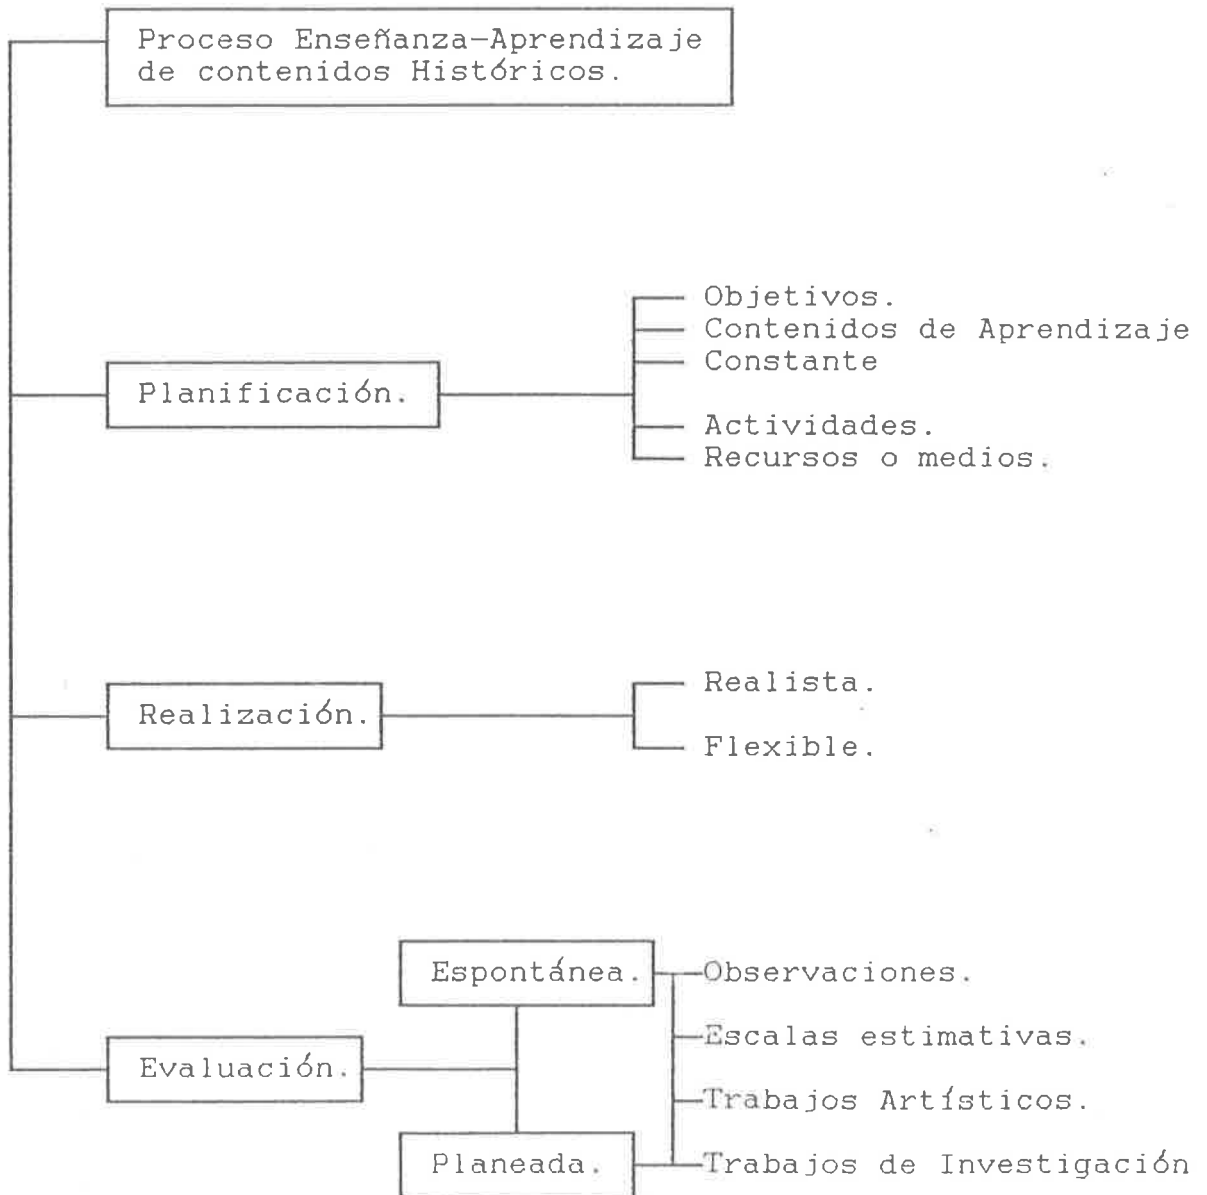 Proceso Enseñanza-Aprendizaje
de contenidos Históricos.
Planificación.
Objetivos.
Contenidos de Aprendizaje
Constante
Actividades.
Recursos o medios.
Realización.
Realista.
Flexible.
Evaluación.
Espontánea.
Planeada.
Observaciones.
Escalas estimativas.
Trabajos Artísticos.
Trabajos de Investigación